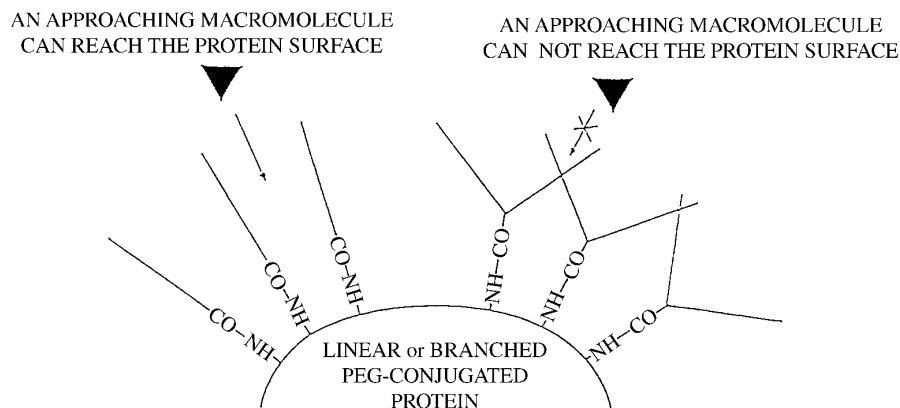 AN APPROACHING MACROMOLECULE
CAN REACH THE PROTEIN SURFACE
AN APPROACHING MACROMOLECULE
CAN NOT REACH THE PROTEIN SURFACE
CO-NH-
CO-NH-
CO-NH-
-NH-CO
-NH-CO
-NH-CO
LINEAR or BRANCHED
PEG-CONJUGATED
PROTEIN